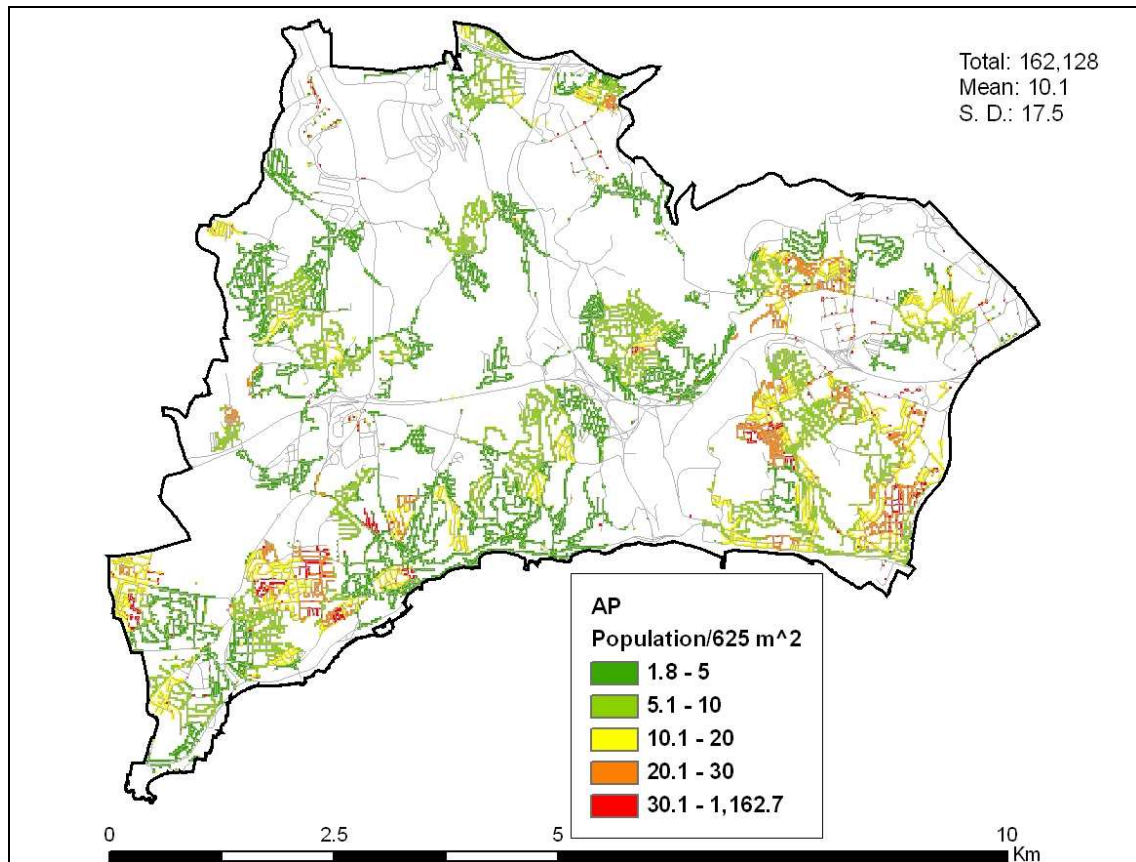 Total: 162,128
Mean: 10.1
S. D.: 17.5
AP
Population/625 m^2
1.8 - 5
5.1 - 10
10.1 - 20
20.1 - 30
30.1 - 1,162.7
0 2.5 5 10
Km